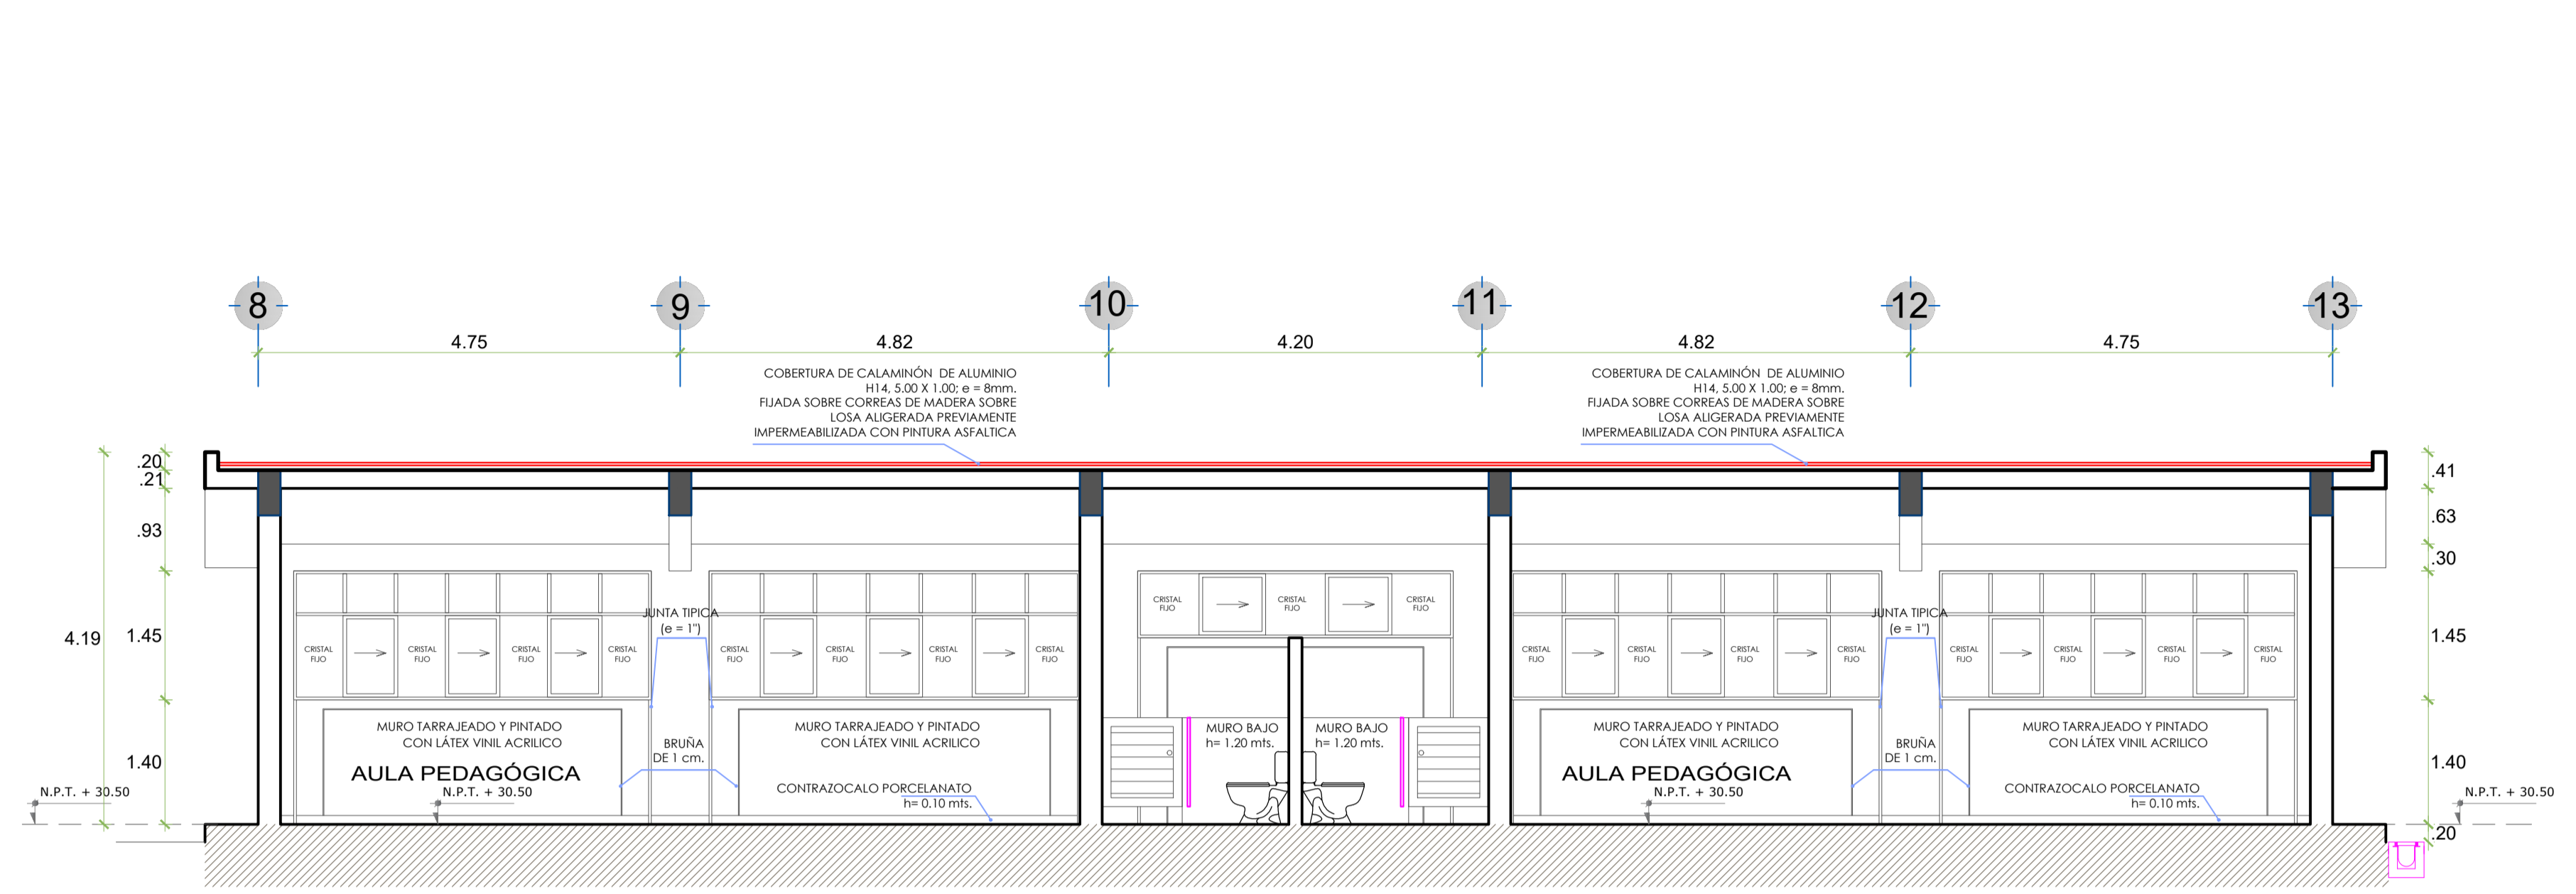 8
9
10
11
12
13
4.75
4.82
4.20
4.82
4.75
COBERTURA DE CALAMINÓN DE ALUMINIO
H14, 5.00 X 1.00; e = 8mm.
FIJADA SOBRE CORREAS DE MADERA SOBRE
LOSA ALIGERADA PREVIAMENTE
IMPERMEABILIZADA CON PINTURA ASFALTICA
COBERTURA DE CALAMINÓN DE ALUMINIO
H14, 5.00 X 1.00; e = 8mm.
FIJADA SOBRE CORREAS DE MADERA SOBRE
LOSA ALIGERADA PREVIAMENTE
IMPERMEABILIZADA CON PINTURA ASFALTICA
.20
.21
.93
4.19
1.45
1.40
N.P.T. + 30.50
CRISTAL
FIJO
CRISTAL
FIJO
CRISTAL
FIJO
CRISTAL
FIJO
JUNTA TIPICA
(e = 1")
CRISTAL
FIJO
CRISTAL
FIJO
CRISTAL
FIJO
CRISTAL
FIJO
MURO TARRAJEADO Y PINTADO
CON LÁTEX VINIL ACRILICO
AULA PEDAGÓGICA
N.P.T. + 30.50
BRUÑA
DE 1 cm.
MURO TARRAJEADO Y PINTADO
CON LÁTEX VINIL ACRILICO
CONTRAZOCALO PORCELANATO
h= 0.10 mts.
CRISTAL
FIJO
CRISTAL
FIJO
CRISTAL
FIJO
MURO BAJO
h= 1.20 mts.
MURO BAJO
h= 1.20 mts.
CRISTAL
FIJO
CRISTAL
FIJO
CRISTAL
FIJO
CRISTAL
FIJO
JUNTA TIPICA
(e = 1")
CRISTAL
FIJO
CRISTAL
FIJO
CRISTAL
FIJO
CRISTAL
FIJO
MURO TARRAJEADO Y PINTADO
CON LÁTEX VINIL ACRILICO
AULA PEDAGÓGICA
N.P.T. + 30.50
BRUÑA
DE 1 cm.
MURO TARRAJEADO Y PINTADO
CON LÁTEX VINIL ACRILICO
CONTRAZOCALO PORCELANATO
h= 0.10 mts.
.41
.63
.30
1.45
1.40
N.P.T. + 30.50
.20